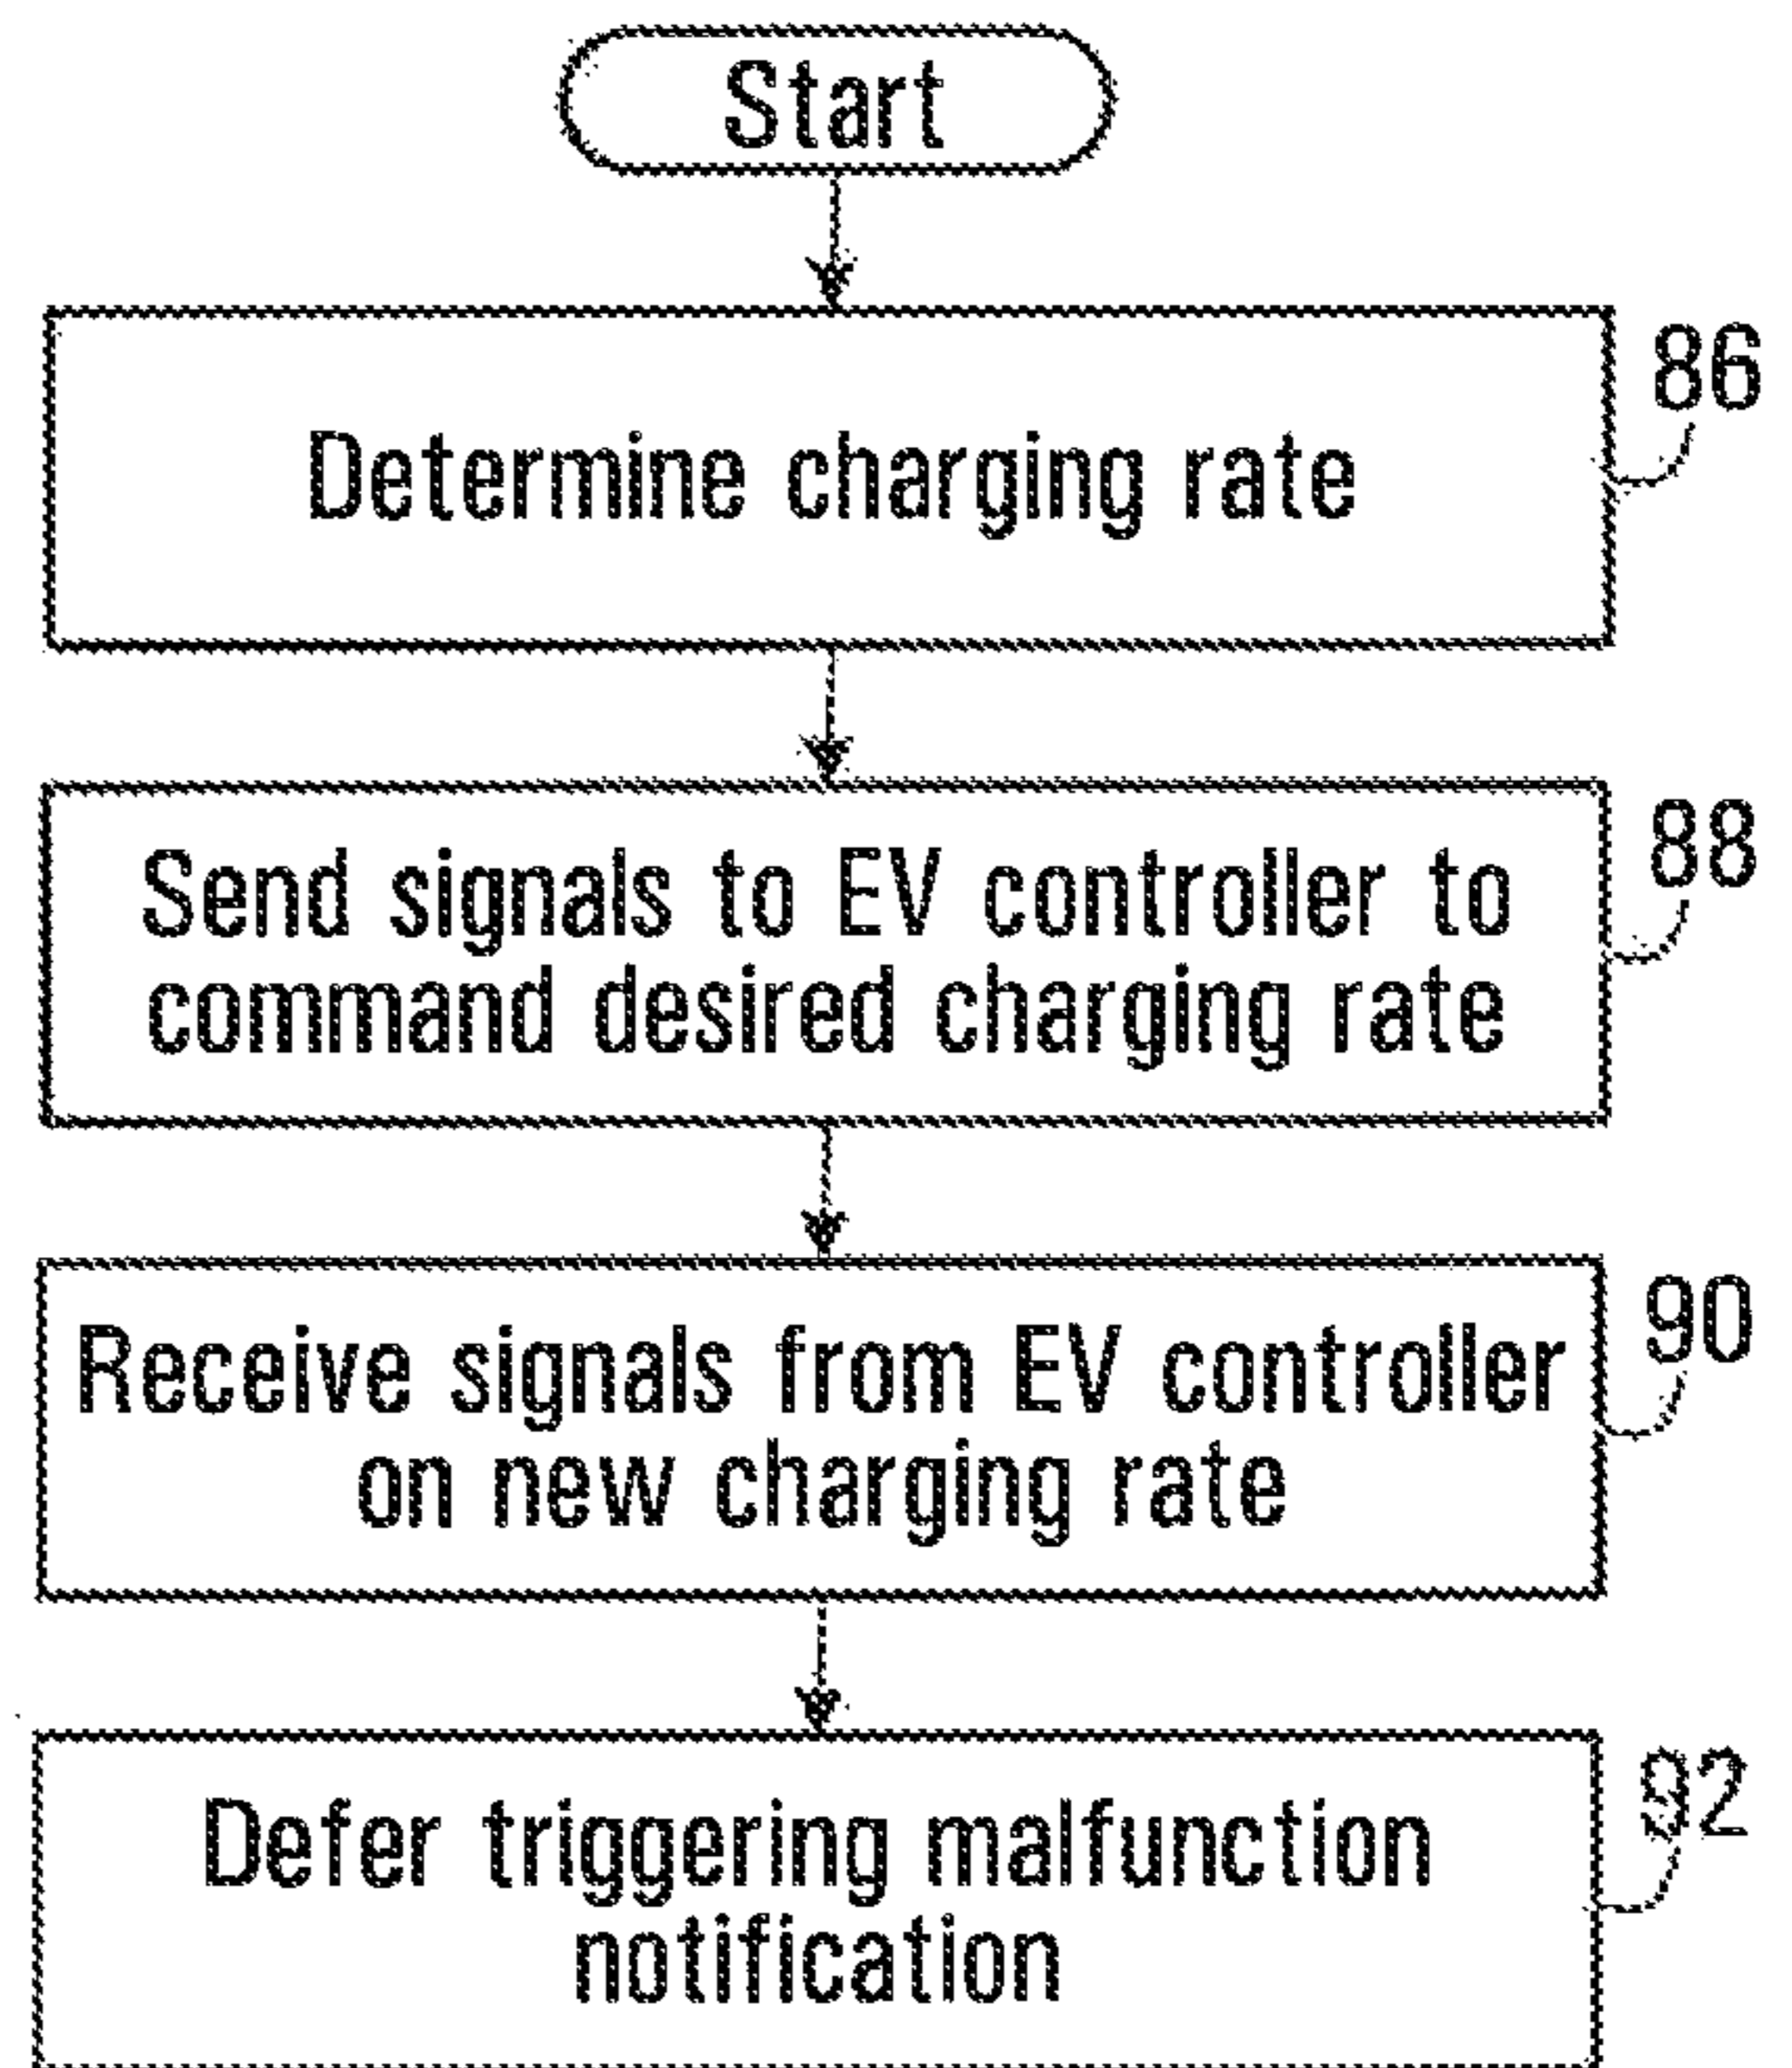 Start
Determine charging rate
86
Send signals to EV controller to
command desired charging rate
88
Receive signals from EV controller
on new charging rate
90
Defer triggering malfunction
notification
92